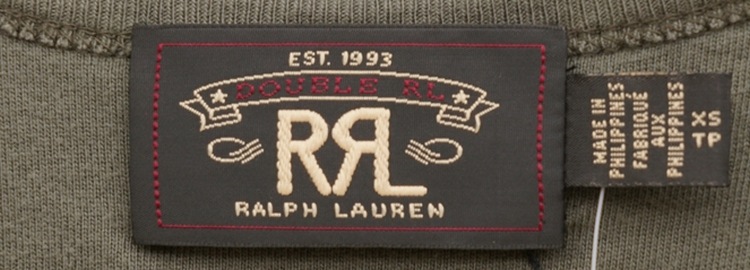 EST. 1993
DOUBLE RL
RRL
RALPH LAUREN
MADE IN
PHILIPPINES
FABRIQUÉ
AUX
PHILIPPINES
XS
TP